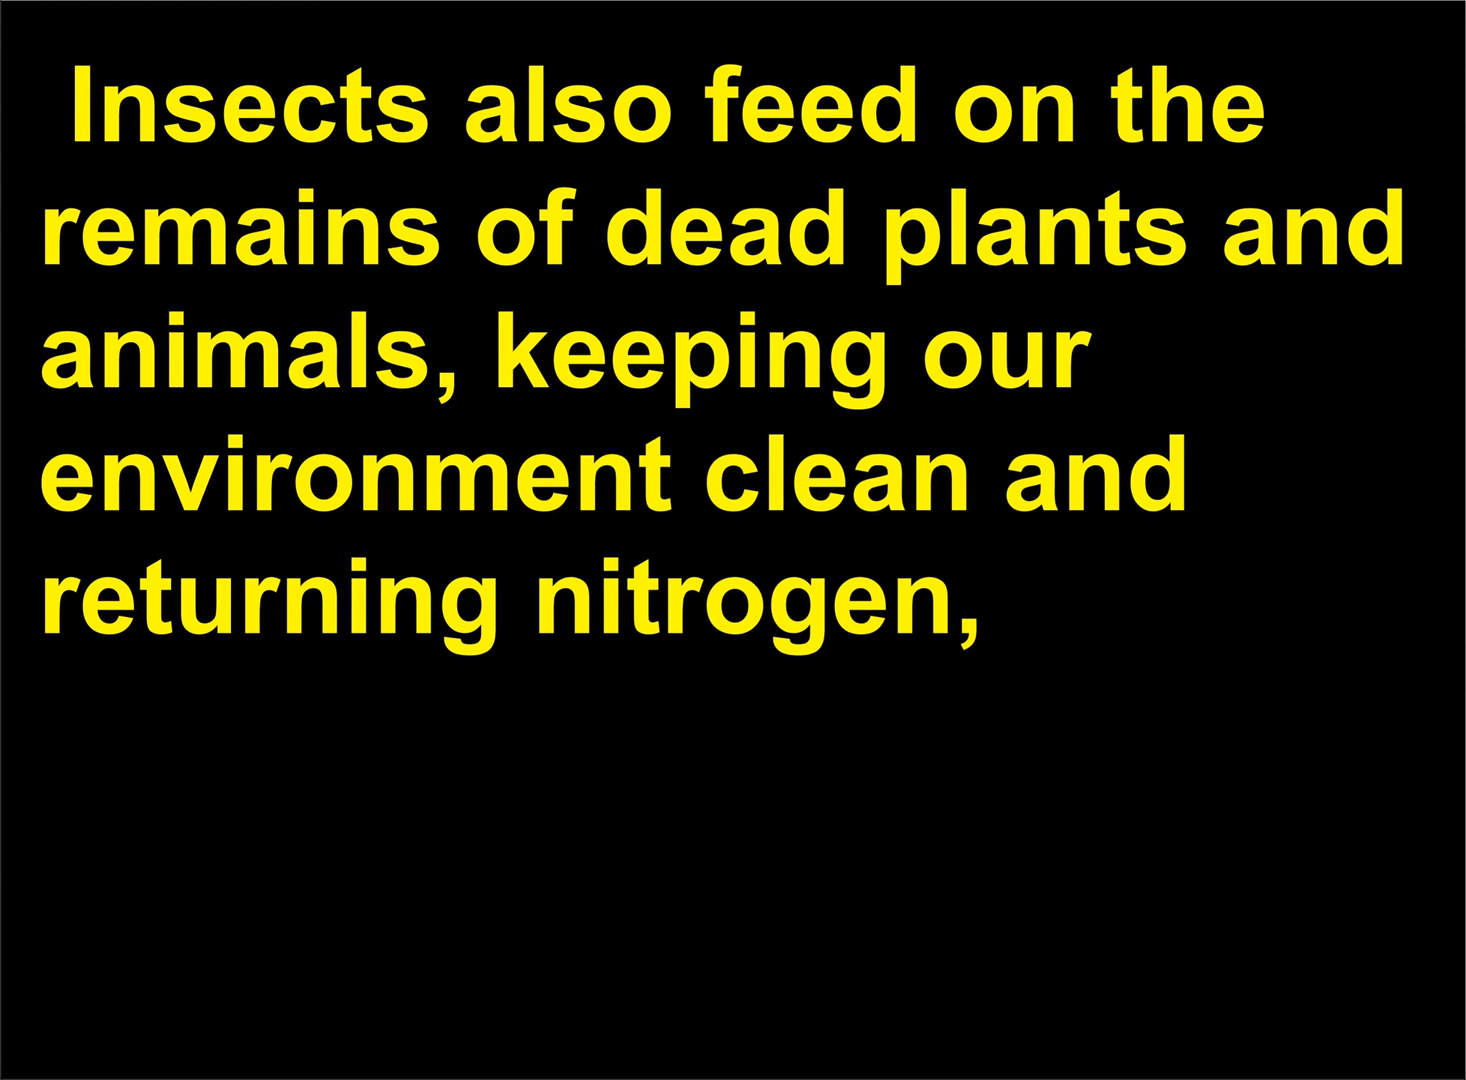 Insects also feed on the
remains of dead plants and
animals, keeping our
environment clean and
returning nitrogen,